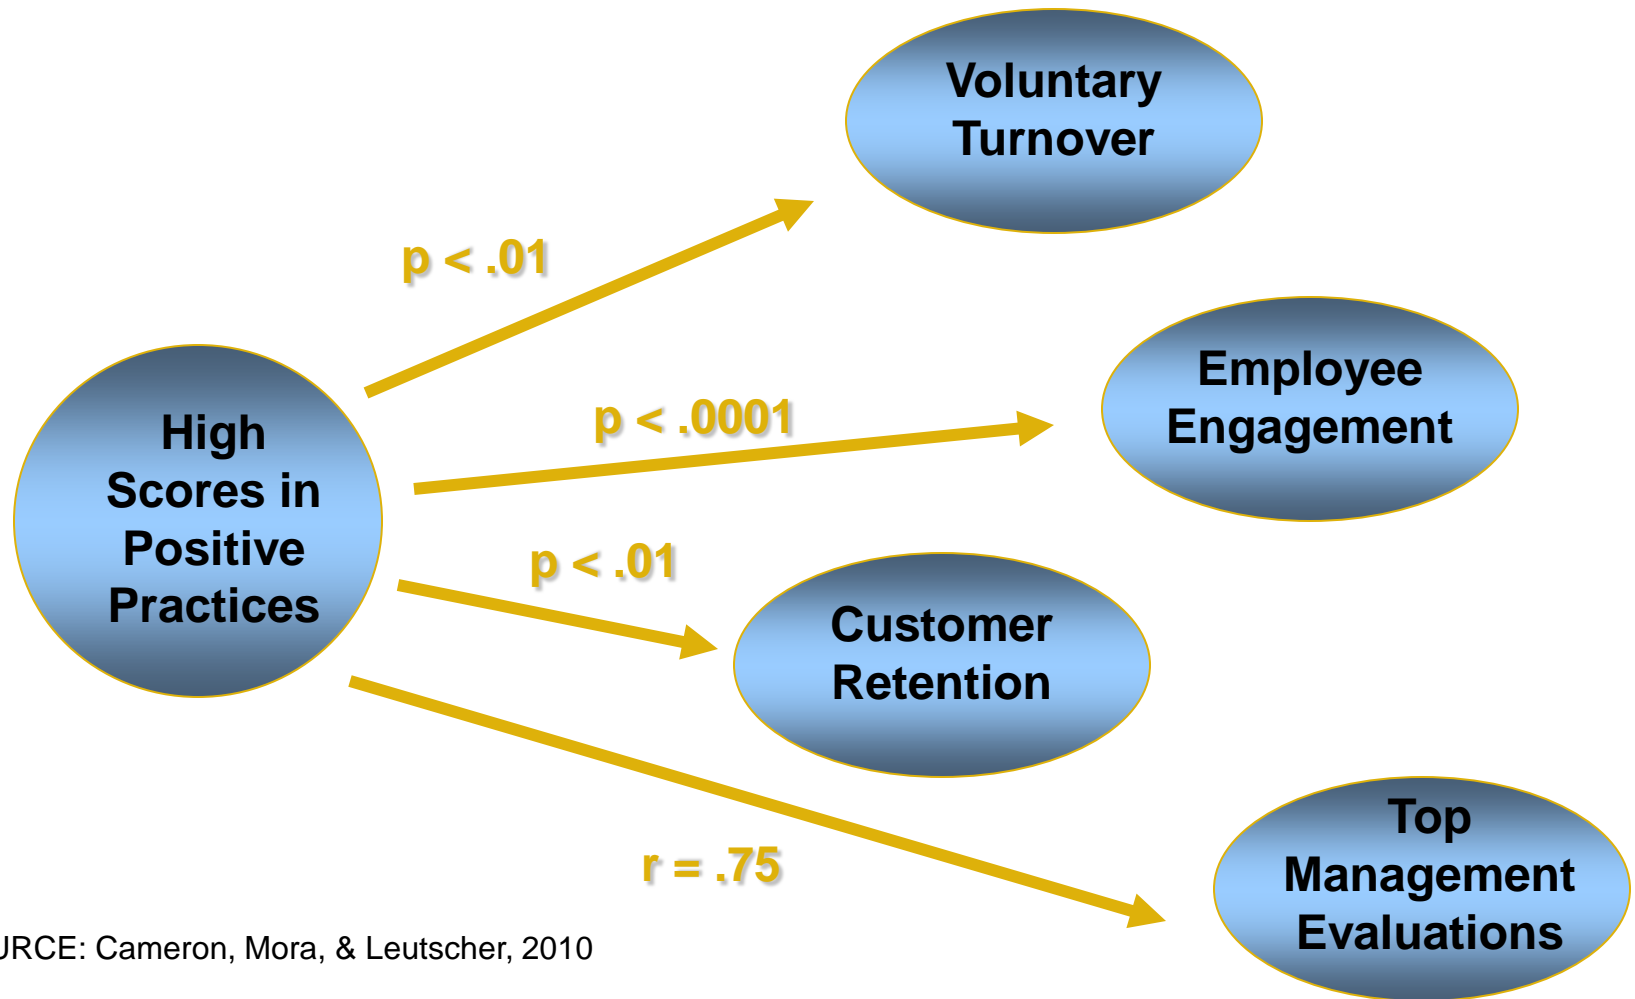 Voluntary
Turnover
p < .01
Employee
Engagement
p < .0001
High
Scores in
Positive
Practices
p < .01
Customer
Retention
r = .75
Top
Management
Evaluations
URCE: Cameron, Mora, & Leutscher, 2010